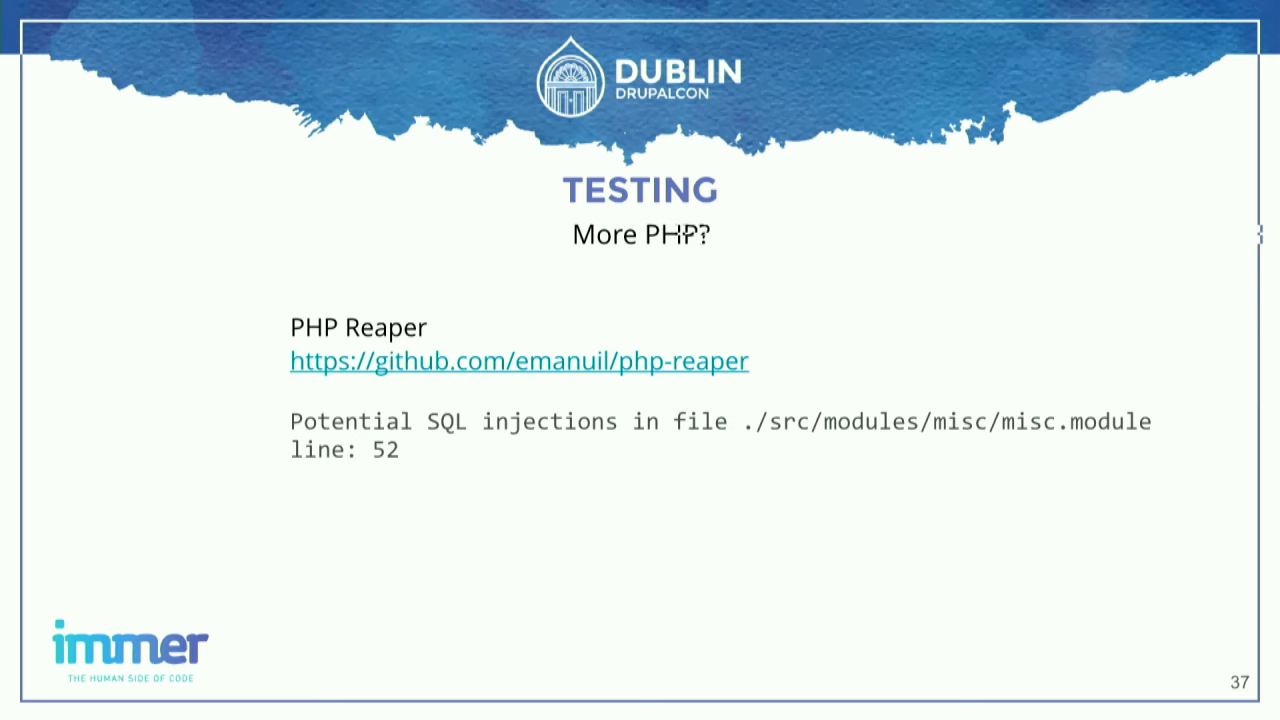 DUBLIN
DRUPALCON
TESTING
More PHP?
PHP Reaper
https://github.com/emanuil/php-reaper
Potential SQL injections in file ./src/modules/misc/misc.module
line: 52
immer
THE HUMAN SIDE OF CODE
37